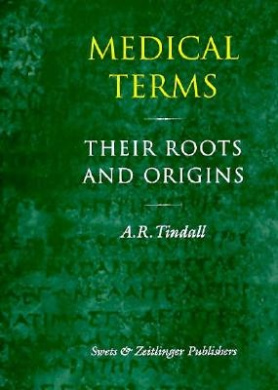 MEDICAL
TERMS
THEIR ROOTS
AND ORIGINS
A.R. Tindall
Swets & Zeitlinger Publishers